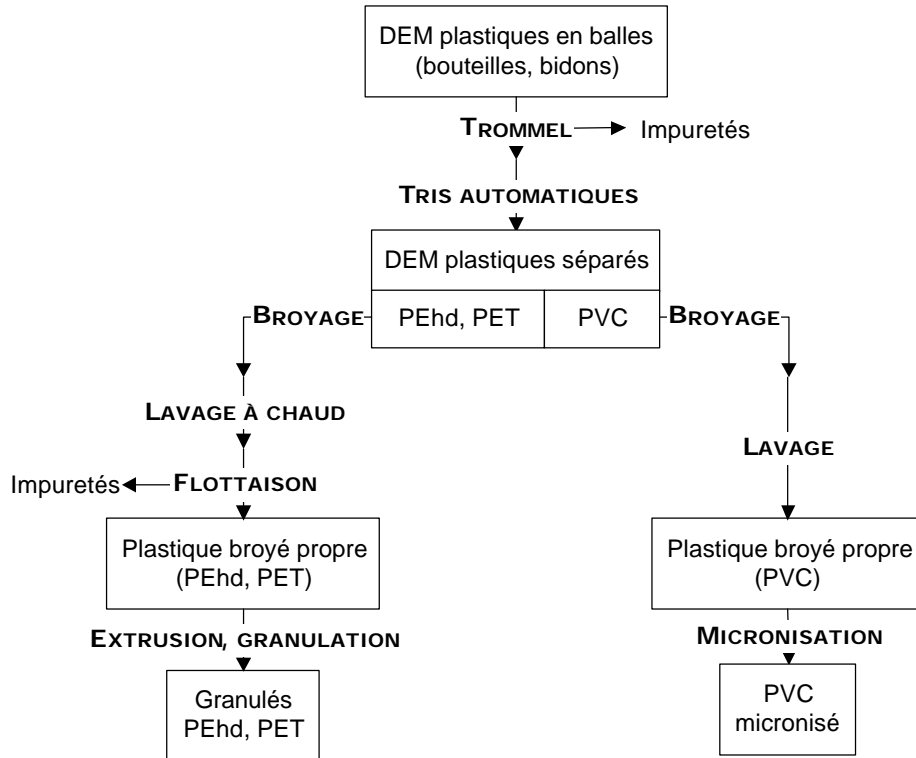 DEM plastiques en balles
(bouteilles, bidons)
TROMMEL
Impuretés
TRIS AUTOMATIQUES
DEM plastiques séparés
BROYAGE
PEhd, PET
PVC
BROYAGE
LAVAGE À CHAUD
LAVAGE
Impuretés
FLOTTAISON
Plastique broyé propre
(PEhd, PET)
Plastique broyé propre
(PVC)
EXTRUSION, GRANULATION
MICRONISATION
Granulés
PEhd, PET
PVC
micronisé